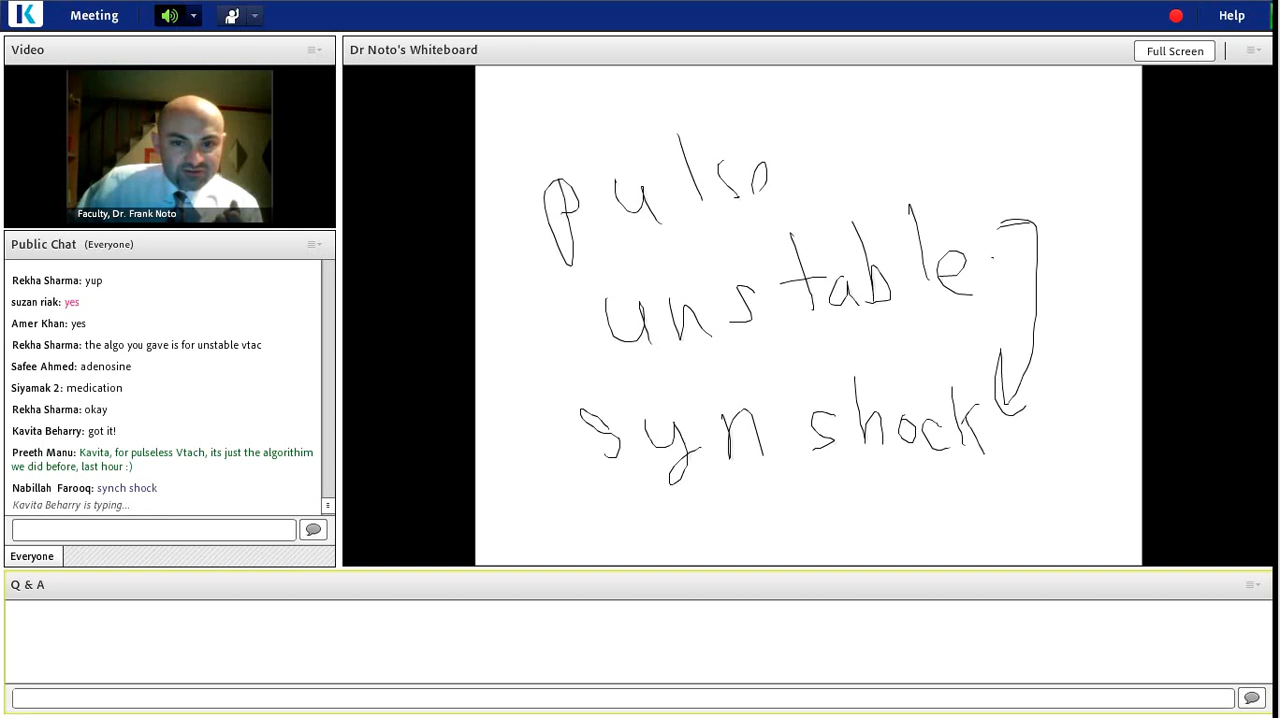 K Meeting Help
Video
Dr Noto's Whiteboard Full Screen
Faculty, Dr. Frank Noto
Public Chat (Everyone)
Rekha Sharma: yup
suzan riak: yes
Amer Khan: yes
Rekha Sharma: the algo you gave is for unstable vtac
Safee Ahmed: adenosine
Siyamak 2: medication
Rekha Sharma: okay
Kavita Beharry: got it!
Preeth Manu: Kavita, for pulseless Vtach, its just the algorithim
we did before, last hour :)
Nabillah Farooq: synch shock
Kavita Beharry is typing...
Everyone
pulse
unstable
syn shock
Q & A